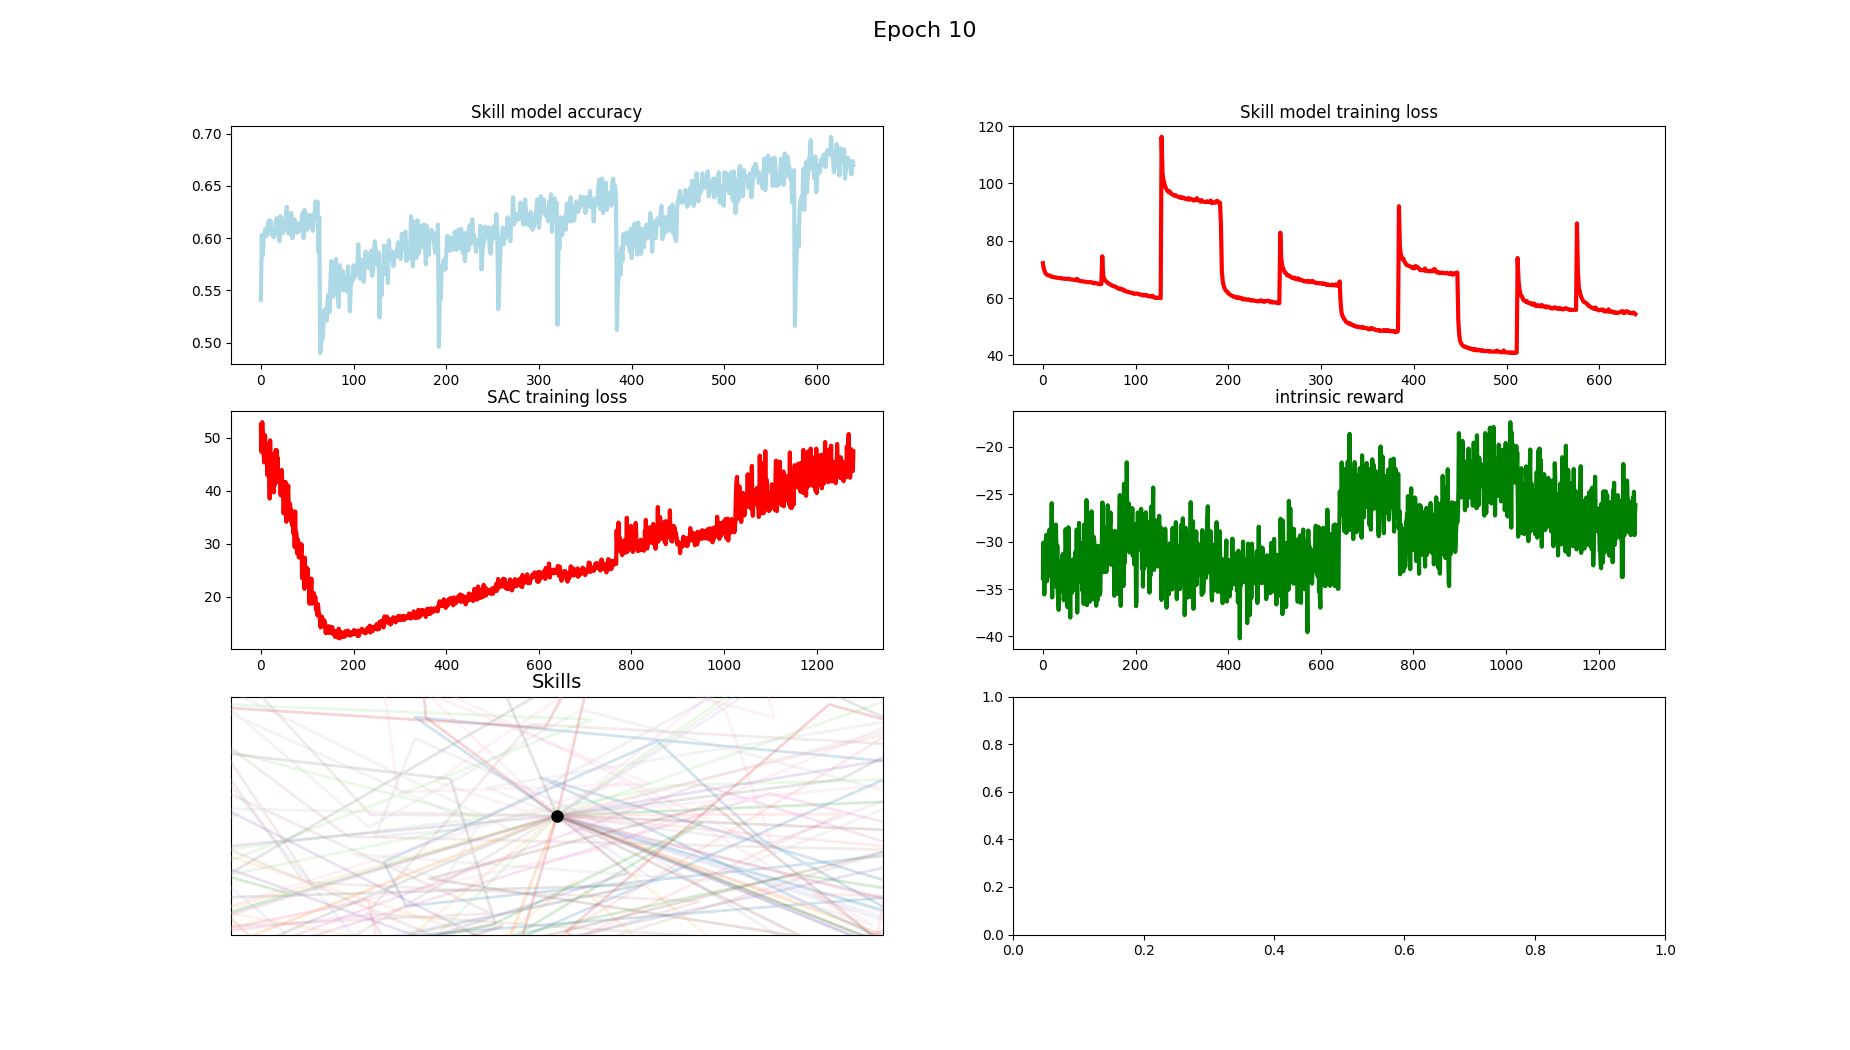 Epoch 10
Skill model accuracy
0.70
0.65
0.60
0.55
0.50
0 100 200 300 400 500 600
Skill model training loss
120
100
80
60
40
0 100 200 300 400 500 600
SAC training loss
50
40
30
20
0 200 400 600 800 1000 1200
intrinsic reward
−20
−25
−30
−35
−40
0 200 400 600 800 1000 1200
Skills
1.0
0.8
0.6
0.4
0.2
0.0
0.0 0.2 0.4 0.6 0.8 1.0